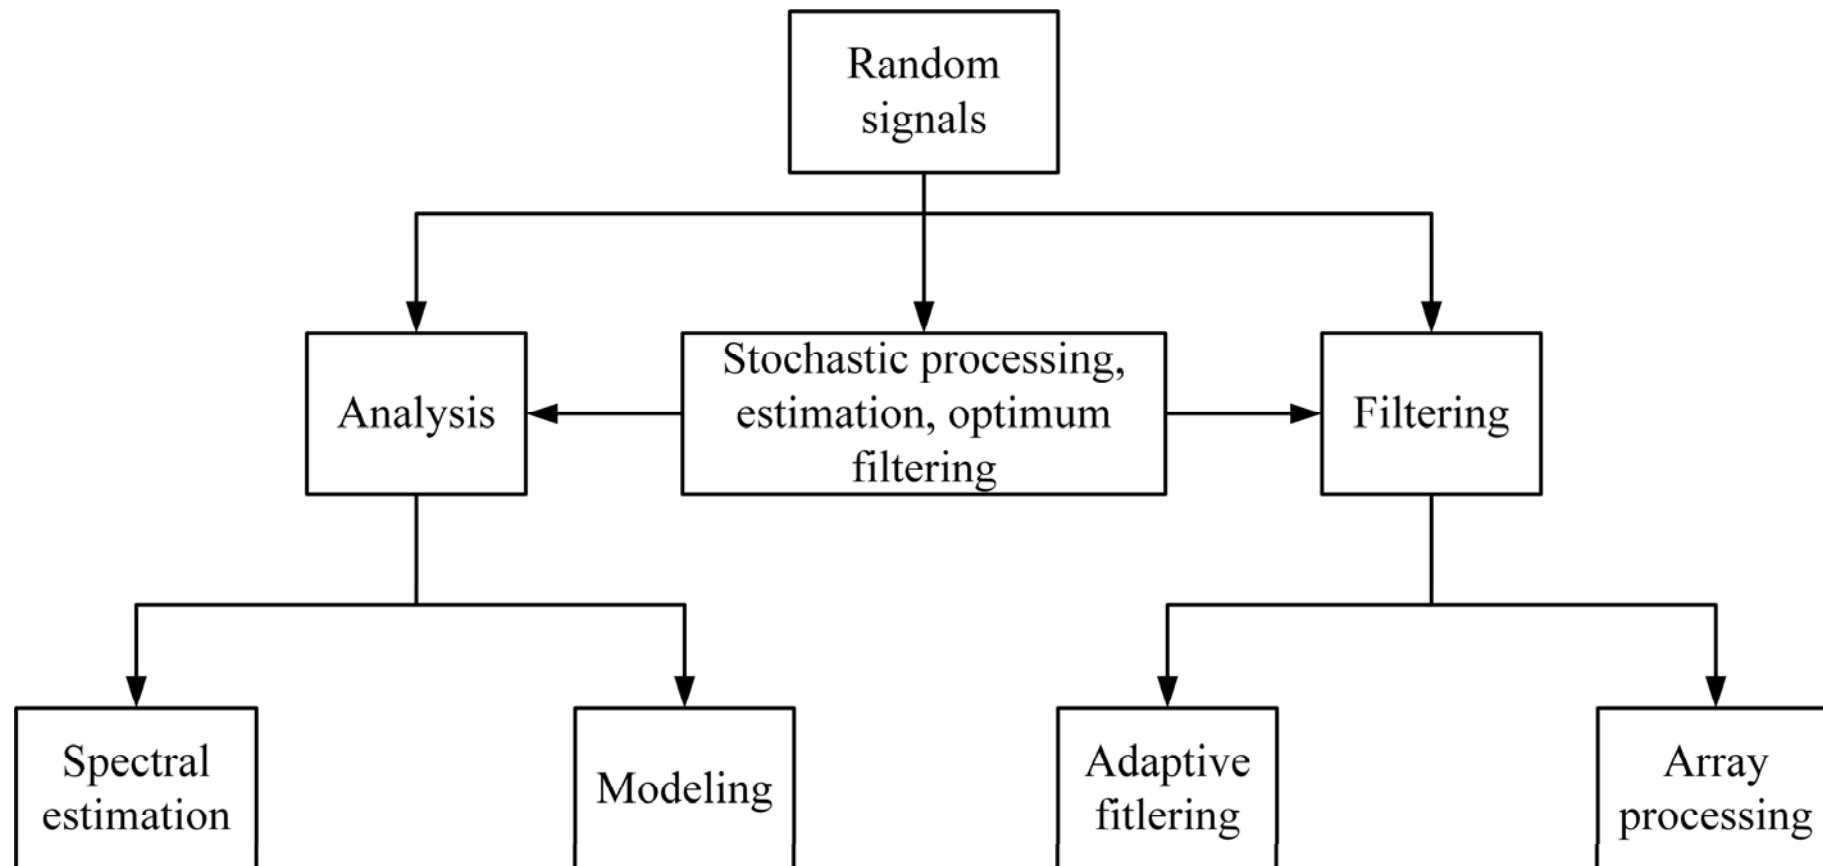 Random
signals
Analysis
Stochastic processing,
estimation, optimum
filtering
Filtering
Spectral
estimation
Modeling
Adaptive
fitlering
Array
processing